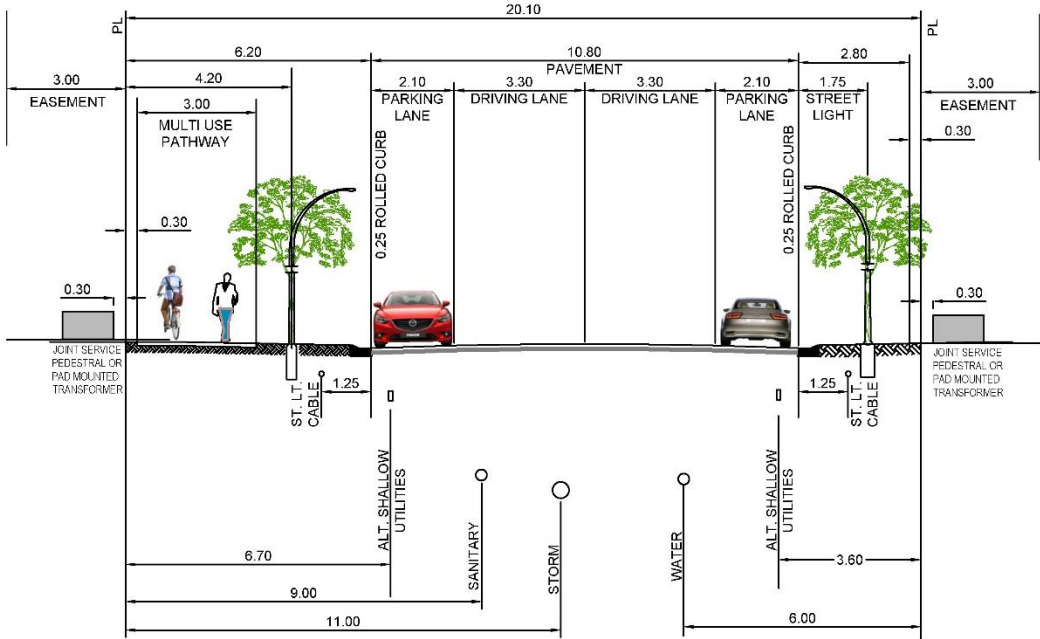 20.10
PL
PL
6.20
10.80
PAVEMENT
2.80
3.00
EASEMENT
4.20
2.10
PARKING
LANE
3.30
DRIVING LANE
3.30
DRIVING LANE
2.10
PARKING
LANE
1.75
STREET
LIGHT
3.00
EASEMENT
3.00
MULTI USE
PATHWAY
0.30
0.25 ROLLED CURB
0.25 ROLLED CURB
0.30
0.30
0.30
JOINT SERVICE
PEDESTRAL OR
PAD MOUNTED
TRANSFORMER
ST. LT.
CABLE
1.25
1.25
ST. LT.
CABLE
JOINT SERVICE
PEDESTRAL OR
PAD MOUNTED
TRANSFORMER
ALT. SHALLOW
UTILITIES
SANITARY
STORM
WATER
ALT. SHALLOW
UTILITIES
6.70
3.60
9.00
11.00
6.00